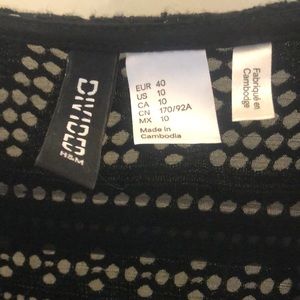 DIVIDED
H&M
EUR 40
US 10
CA 10
CN 170/92A
MX 10
Made in
Cambodia
Fabriqué en
Cambodge